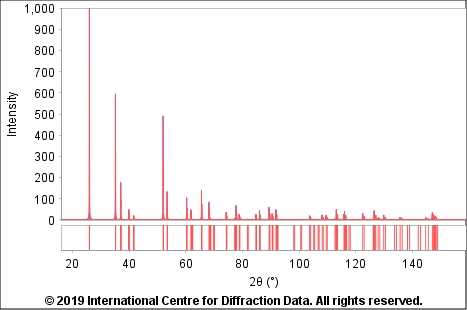 1,000
900
800
700
600
500
400
300
200
100
0
Intensity
20 40 60 80 100 120 140
2θ (°)
© 2019 International Centre for Diffraction Data. All rights reserved.